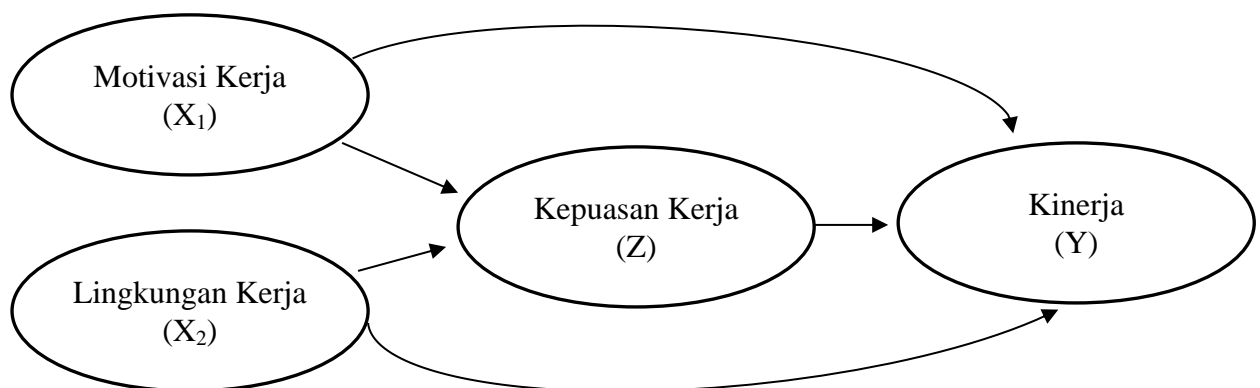 Motivasi Kerja
(X₁)
Kepuasan Kerja
(Z)
Kinerja
(Y)
Lingkungan Kerja
(X₂)